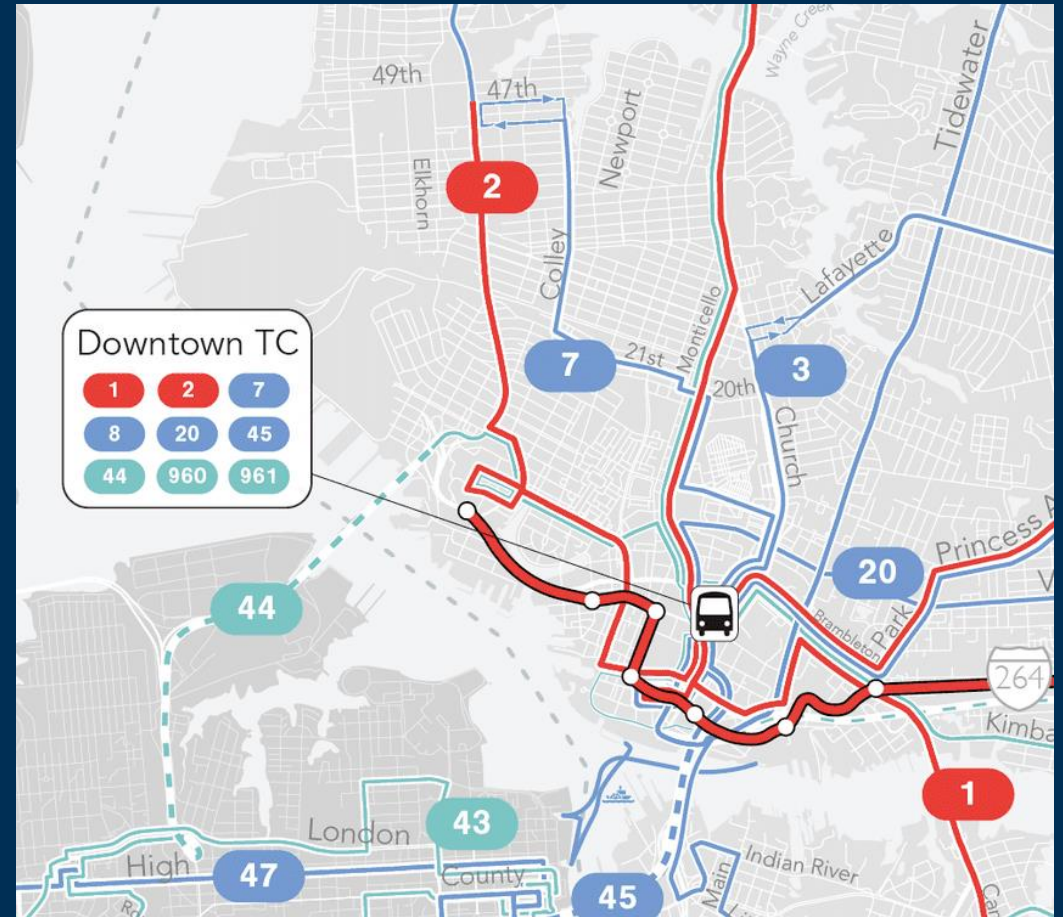 49th
47th
Wayne Creek
Tidewater
Elkhorn
2
Newport
Colley
Lafayette
Monticello
Downtown TC
1 2 7
8 20 45
44 960 961
7
21st
20th
3
Church
Princess
20
Park
Brambleton
44
264
1
43
London
High
47
County
Indian River
Main
45
Rd